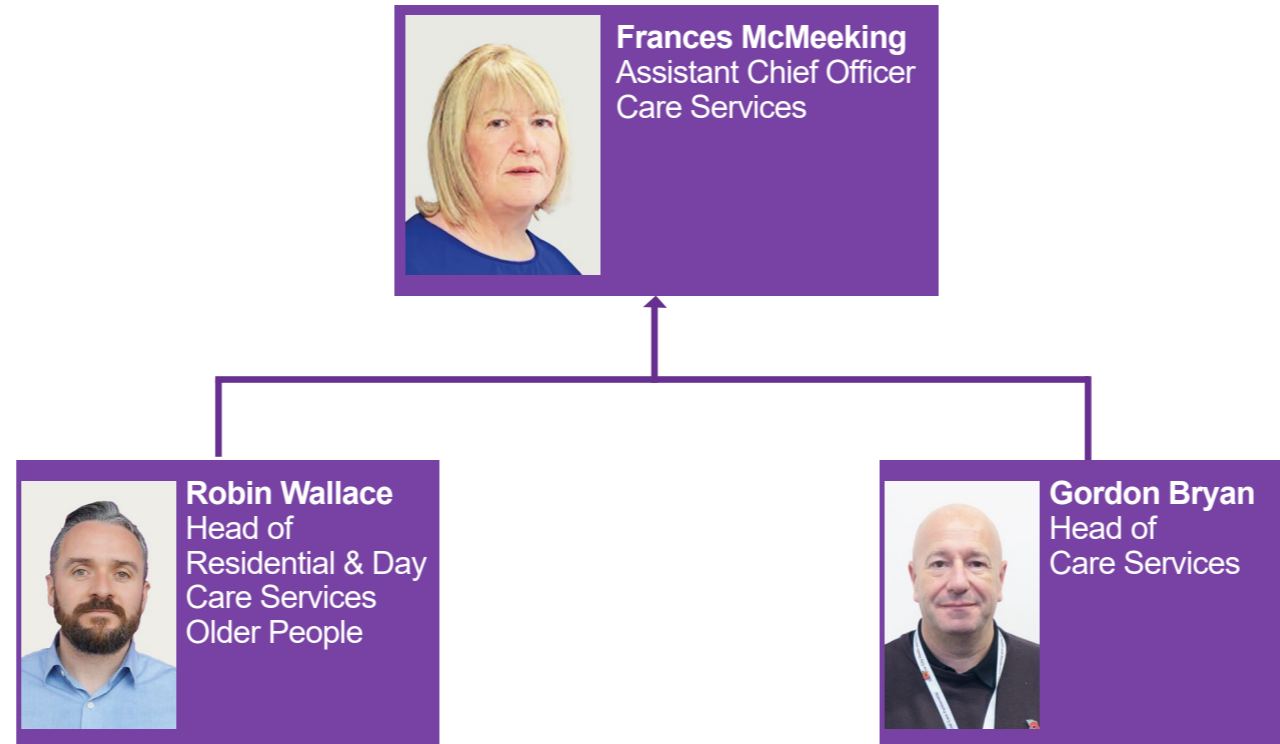 Frances McMeeking
Assistant Chief Officer
Care Services
Robin Wallace
Head of
Residential & Day
Care Services
Older People
Gordon Bryan
Head of
Care Services